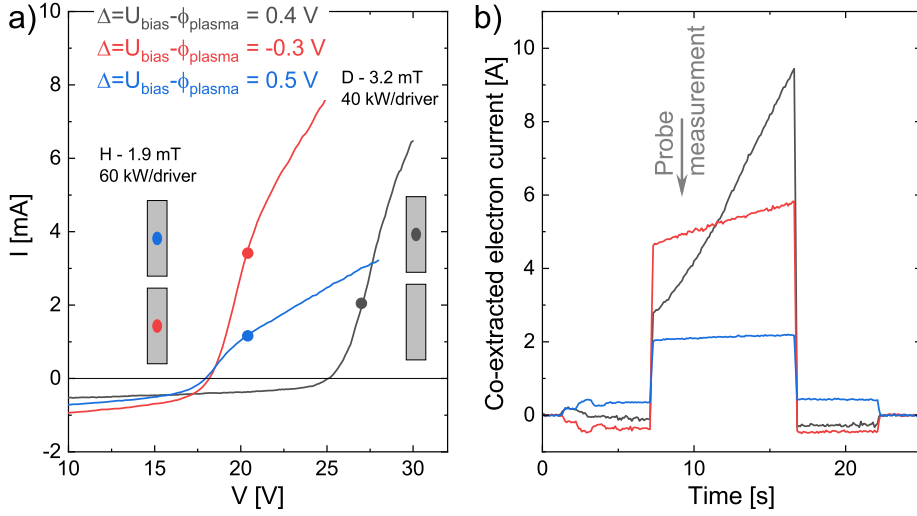 a)
Δ=U_bias-ϕ_plasma = 0.4 V
Δ=U_bias-ϕ_plasma = -0.3 V
Δ=U_bias-ϕ_plasma = 0.5 V
D - 3.2 mT
40 kW/driver
H - 1.9 mT
60 kW/driver
10
8
6
4
2
0
-2
I [mA]
10
15
20
25
30
V [V]
b)
Probe
measurement
10
8
6
4
2
0
Co-extracted electron current [A]
0
10
20
Time [s]